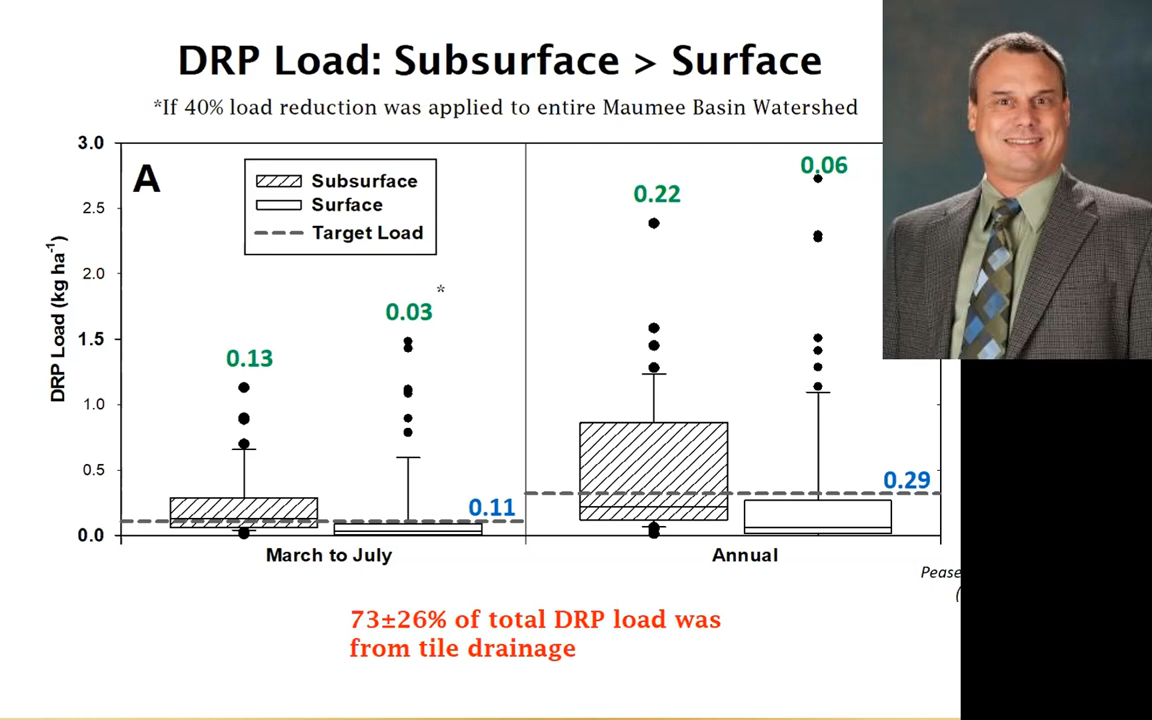 DRP Load: Subsurface > Surface
*If 40% load reduction was applied to entire Maumee Basin Watershed
A
Subsurface
Surface
Target Load
DRP Load (kg ha⁻¹)
3.0
2.5
2.0
1.5
1.0
0.5
0.0
0.13
0.03 *
0.11
0.22
0.06
0.29
March to July
Annual
Pease
(
73±26% of total DRP load was
from tile drainage